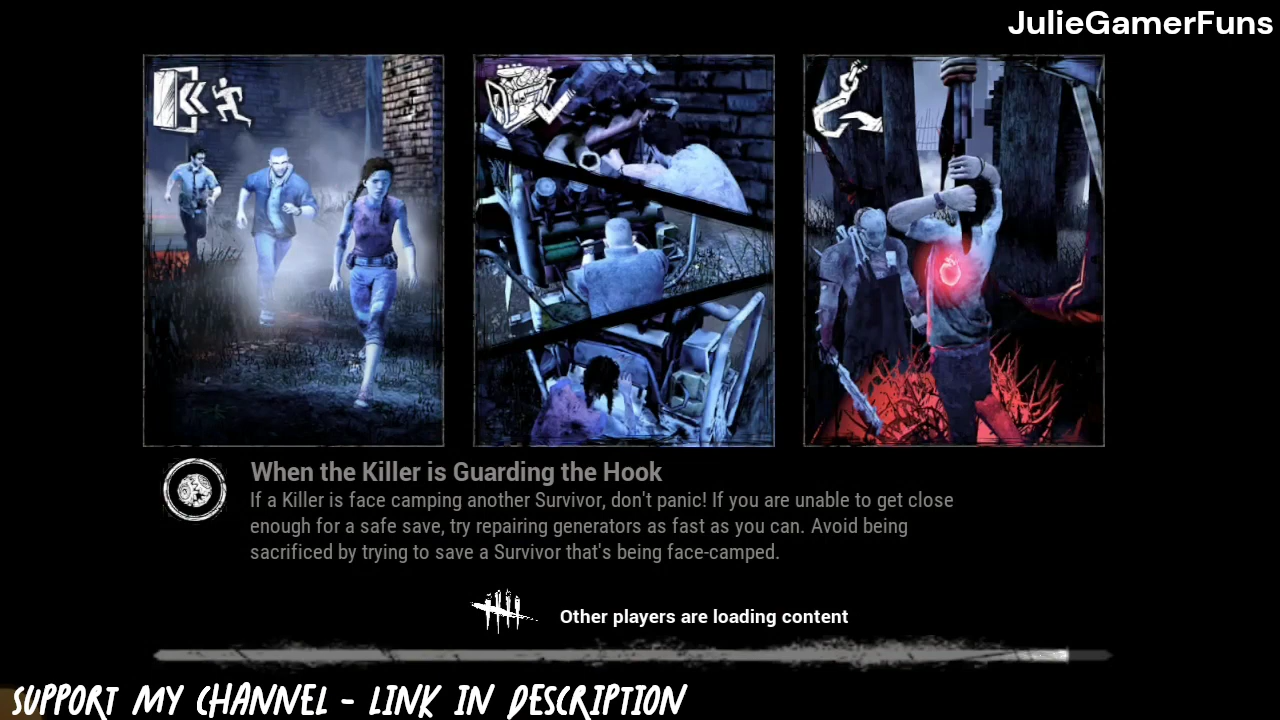 JulieGamerFuns
When the Killer is Guarding the Hook
If a Killer is face camping another Survivor, don't panic! If you are unable to get close
enough for a safe save, try repairing generators as fast as you can. Avoid being
sacrificed by trying to save a Survivor that's being face-camped.
Other players are loading content
SUPPORT MY CHANNEL - LINK IN DESCRIPTION